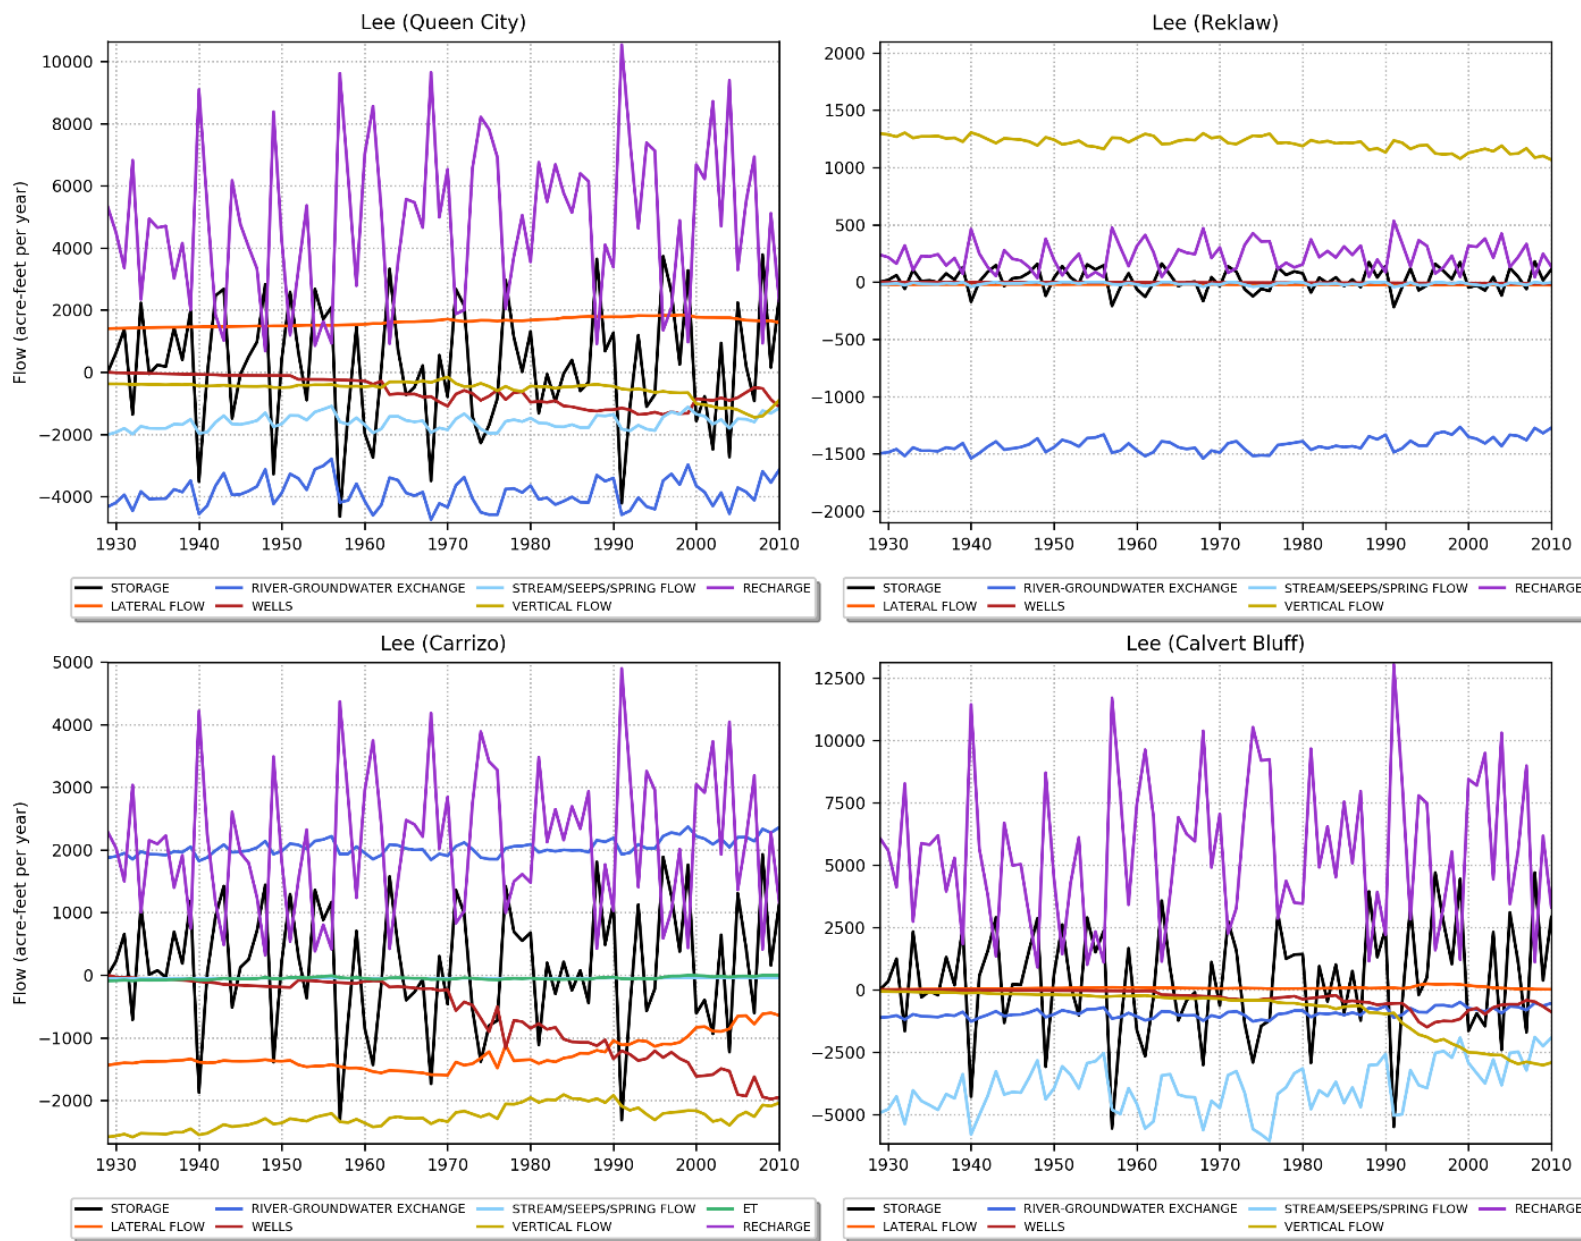 Lee (Queen City)
Flow (acre-feet per year)
10000
8000
6000
4000
2000
0
−2000
−4000
1930 1940 1950 1960 1970 1980 1990 2000 2010
STORAGE RIVER-GROUNDWATER EXCHANGE STREAM/SEEPS/SPRING FLOW RECHARGE
LATERAL FLOW WELLS VERTICAL FLOW
Lee (Reklaw)
2000
1500
1000
500
0
−500
−1000
−1500
−2000
1930 1940 1950 1960 1970 1980 1990 2000 2010
STORAGE RIVER-GROUNDWATER EXCHANGE STREAM/SEEPS/SPRING FLOW RECHARGE
LATERAL FLOW WELLS VERTICAL FLOW
Lee (Carrizo)
Flow (acre-feet per year)
5000
4000
3000
2000
1000
0
−1000
−2000
1930 1940 1950 1960 1970 1980 1990 2000 2010
STORAGE RIVER-GROUNDWATER EXCHANGE STREAM/SEEPS/SPRING FLOW ET
LATERAL FLOW WELLS VERTICAL FLOW RECHARGE
Lee (Calvert Bluff)
12500
10000
7500
5000
2500
0
−2500
−5000
1930 1940 1950 1960 1970 1980 1990 2000 2010
STORAGE RIVER-GROUNDWATER EXCHANGE STREAM/SEEPS/SPRING FLOW RECHARGE
LATERAL FLOW WELLS VERTICAL FLOW